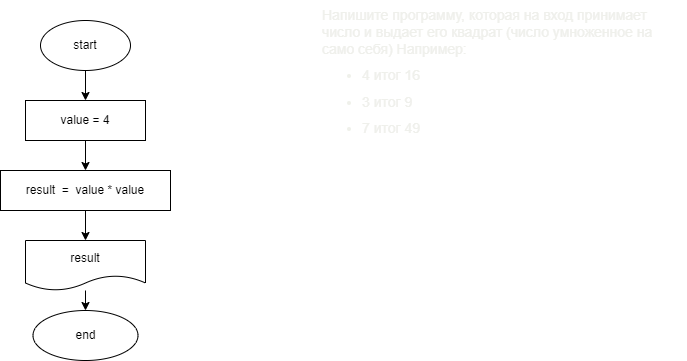 start
value = 4
result = value * value
result
end
Напишите программу, которая на вход принимает
число и выдает его квадрат (число умноженное на
само себя) Например:
• 4 итог 16
• 3 итог 9
• 7 итог 49